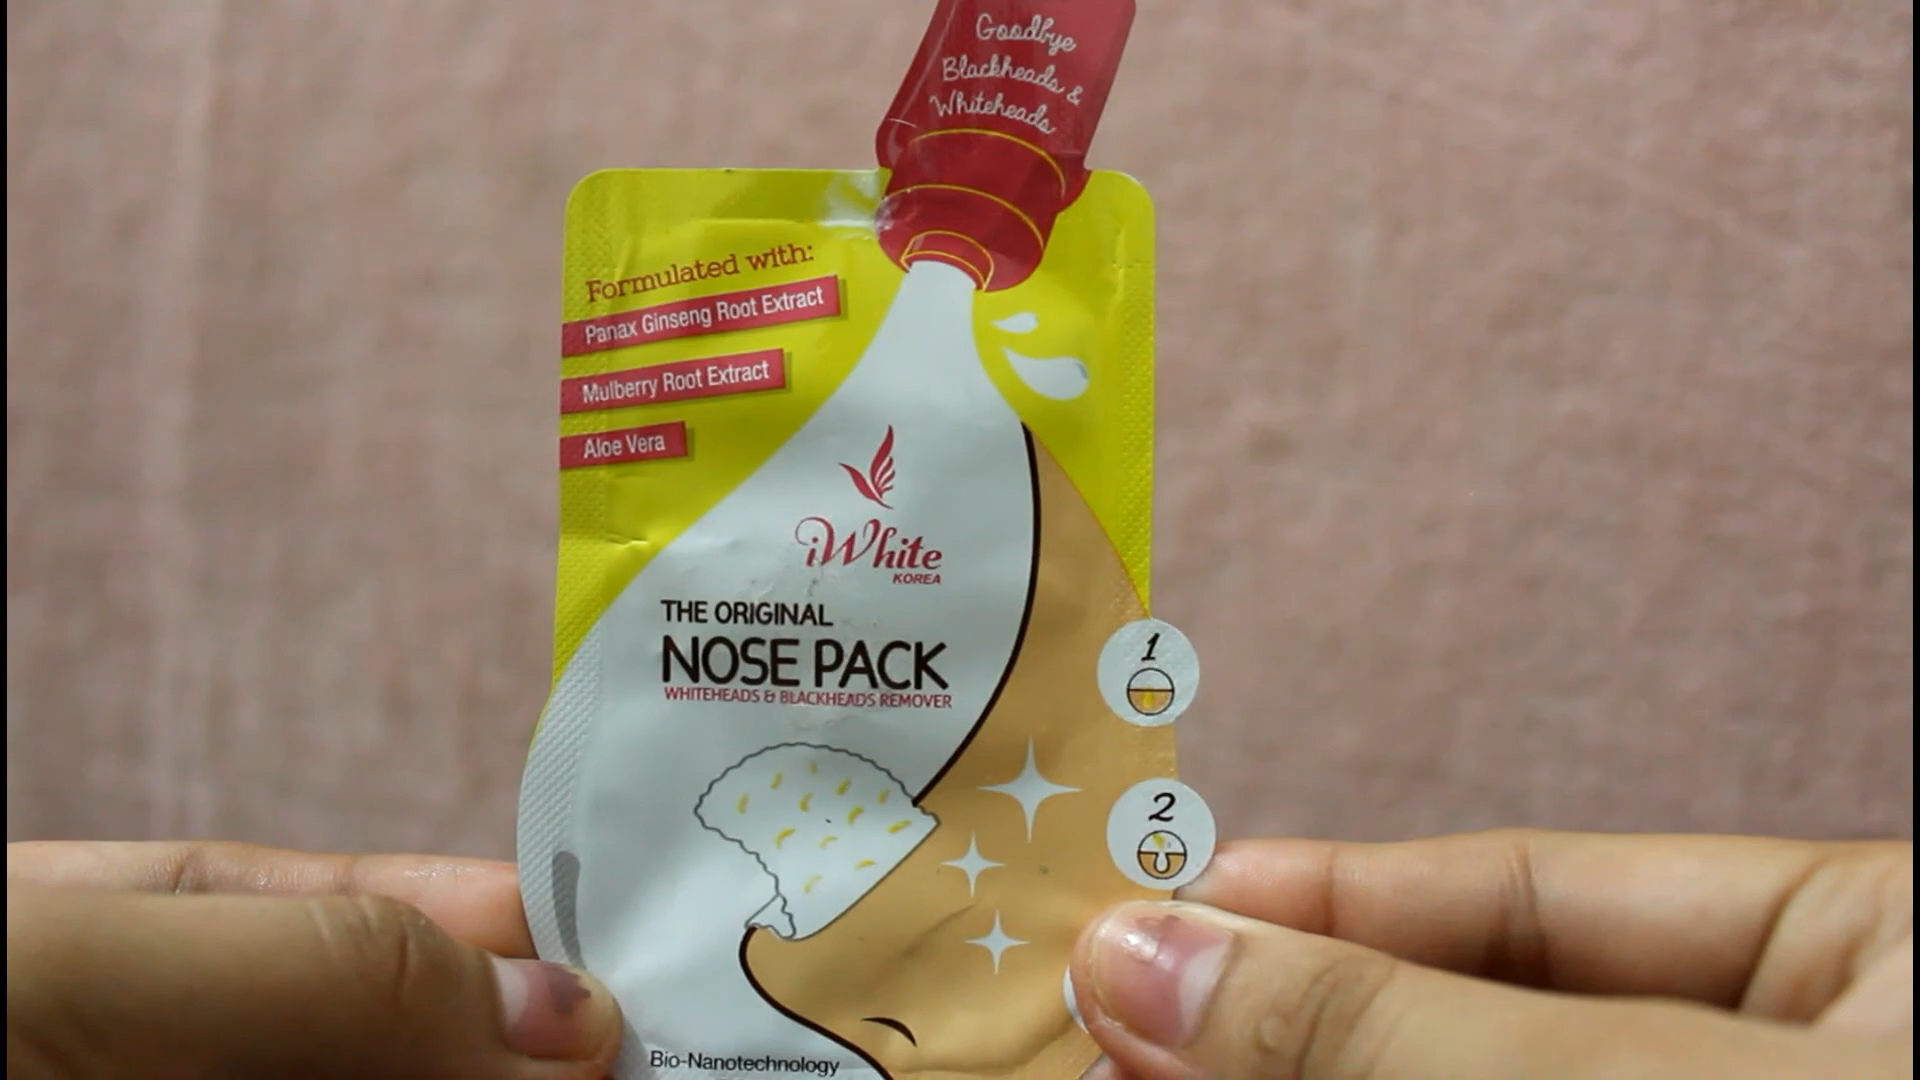 Goodbye
Blackheads &
Whiteheads
Formulated with:
Panax Ginseng Root Extract
Mulberry Root Extract
Aloe Vera
iWhite
KOREA
THE ORIGINAL
NOSE PACK
WHITEHEADS & BLACKHEADS REMOVER
1
2
Bio-Nanotechnology